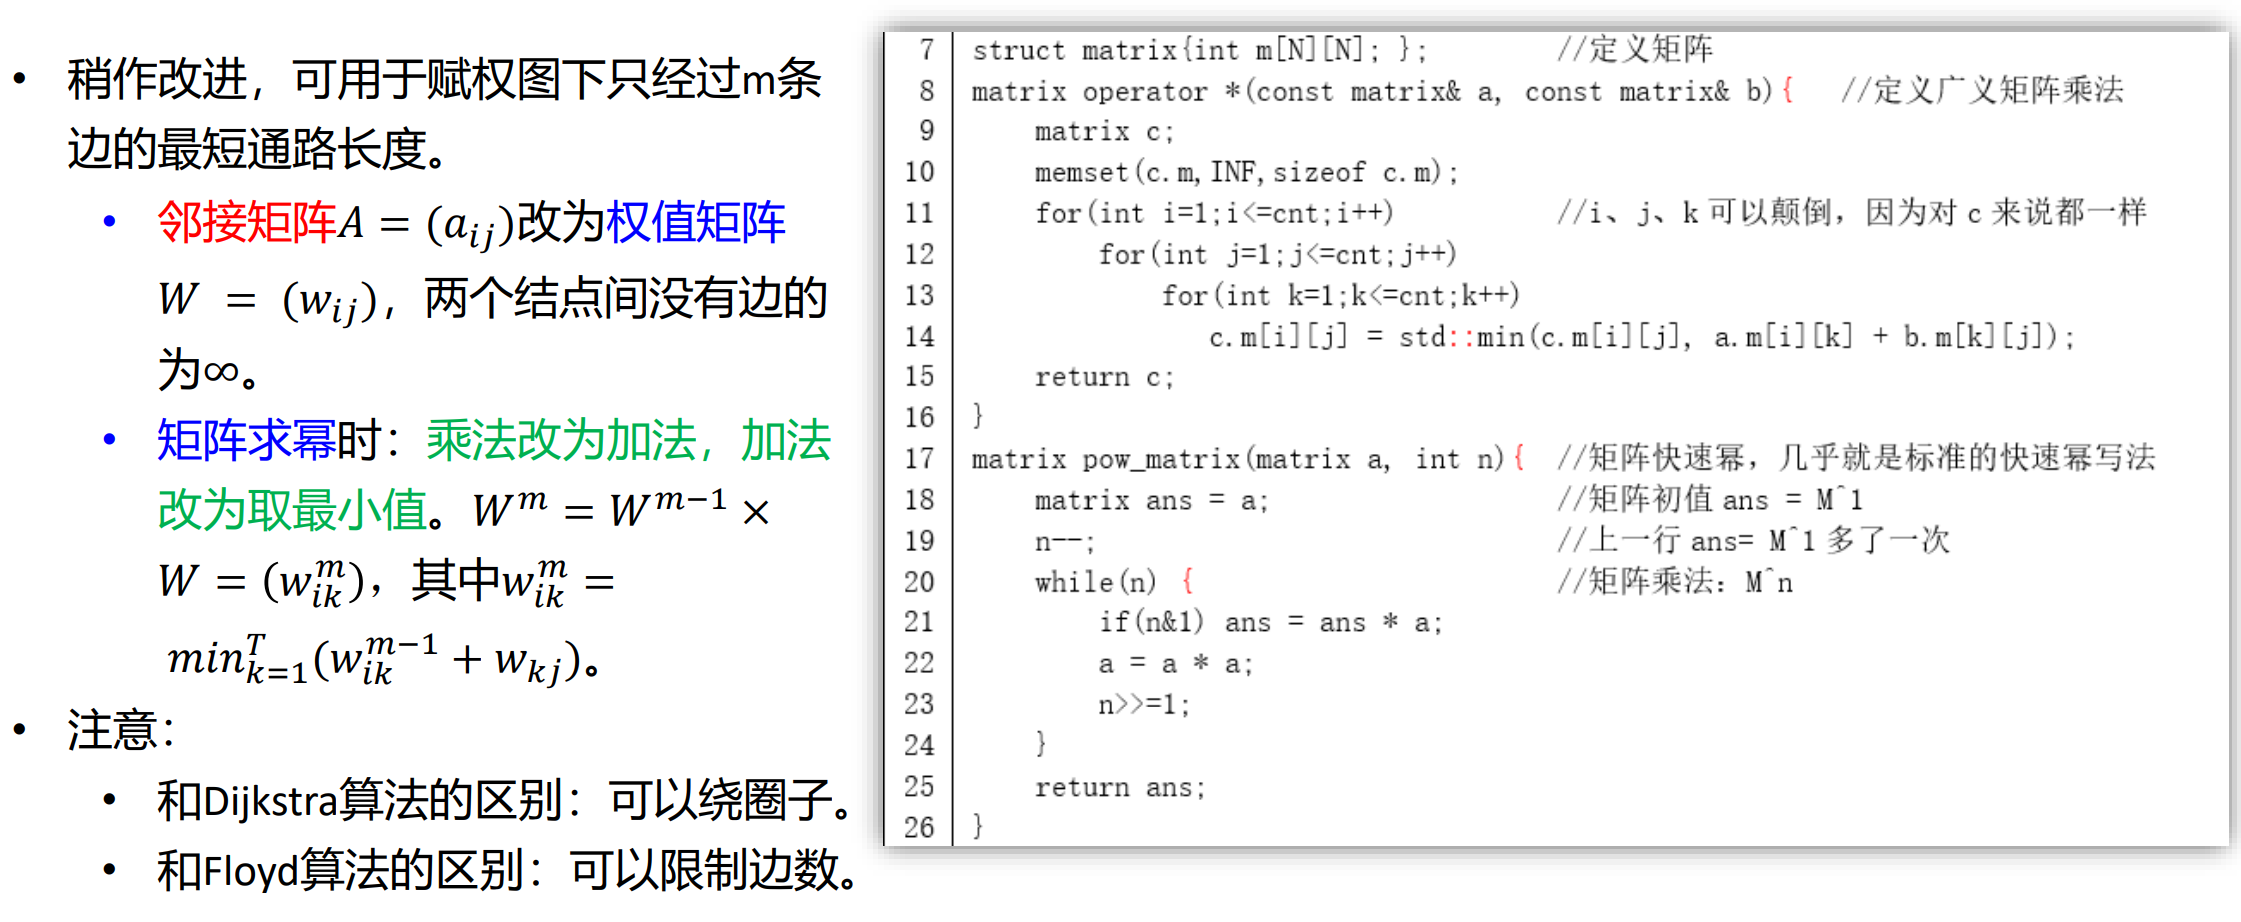 • 稍作改进，可用于赋权图下只经过m条
边的最短通路长度。
• 邻接矩阵A = (a_{ij})改为权值矩阵
W = (w_{ij})，两个结点间没有边的
为∞。
• 矩阵求幂时：乘法改为加法，加法
改为取最小值。W^m = W^{m−1} ×
W = (w_{ik}^m)，其中w_{ik}^m =
min_{k=1}^T(w_{ik}^{m−1} + w_{kj})。
• 注意：
• 和Dijkstra算法的区别：可以绕圈子。
• 和Floyd算法的区别：可以限制边数。
7 struct matrix{int m[N][N]; }; //定义矩阵
8 matrix operator *(const matrix& a, const matrix& b){ //定义广义矩阵乘法
9 matrix c;
10 memset(c.m,INF,sizeof c.m);
11 for(int i=1;i<=cnt;i++) //i、j、k 可以颠倒，因为对 c 来说都一样
12 for(int j=1;j<=cnt;j++)
13 for(int k=1;k<=cnt;k++)
14 c.m[i][j] = std::min(c.m[i][j], a.m[i][k] + b.m[k][j]);
15 return c;
16 }
17 matrix pow_matrix(matrix a, int n){ //矩阵快速幂，几乎就是标准的快速幂写法
18 matrix ans = a; //矩阵初值 ans = M^1
19 n--; //上一行 ans= M^1 多了一次
20 while(n) { //矩阵乘法：M^n
21 if(n&1) ans = ans * a;
22 a = a * a;
23 n>>=1;
24 }
25 return ans;
26 }